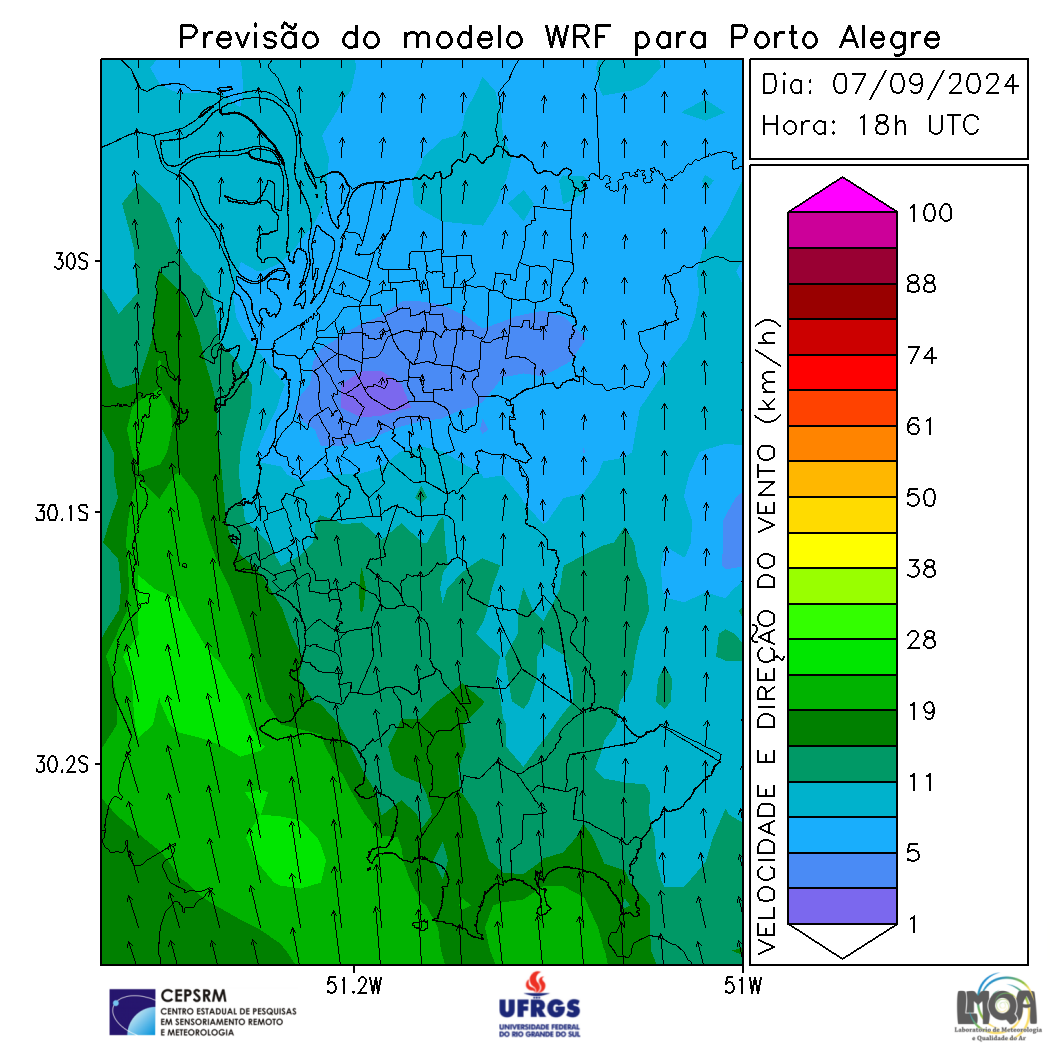 Previsão do modelo WRF para Porto Alegre
Dia: 07/09/2024
Hora: 18h UTC
30S
30.1S
30.2S
51.2W
51W
VELOCIDADE E DIREÇÃO DO VENTO (km/h)
100
88
74
61
50
38
28
19
11
5
1
CEPSRM
CENTRO ESTADUAL DE PESQUISAS
EM SENSORIAMENTO REMOTO
E METEOROLOGIA
UFRGS
UNIVERSIDADE FEDERAL
DO RIO GRANDE DO SUL
LMQA
Laboratório de Meteorologia
e Qualidade do Ar